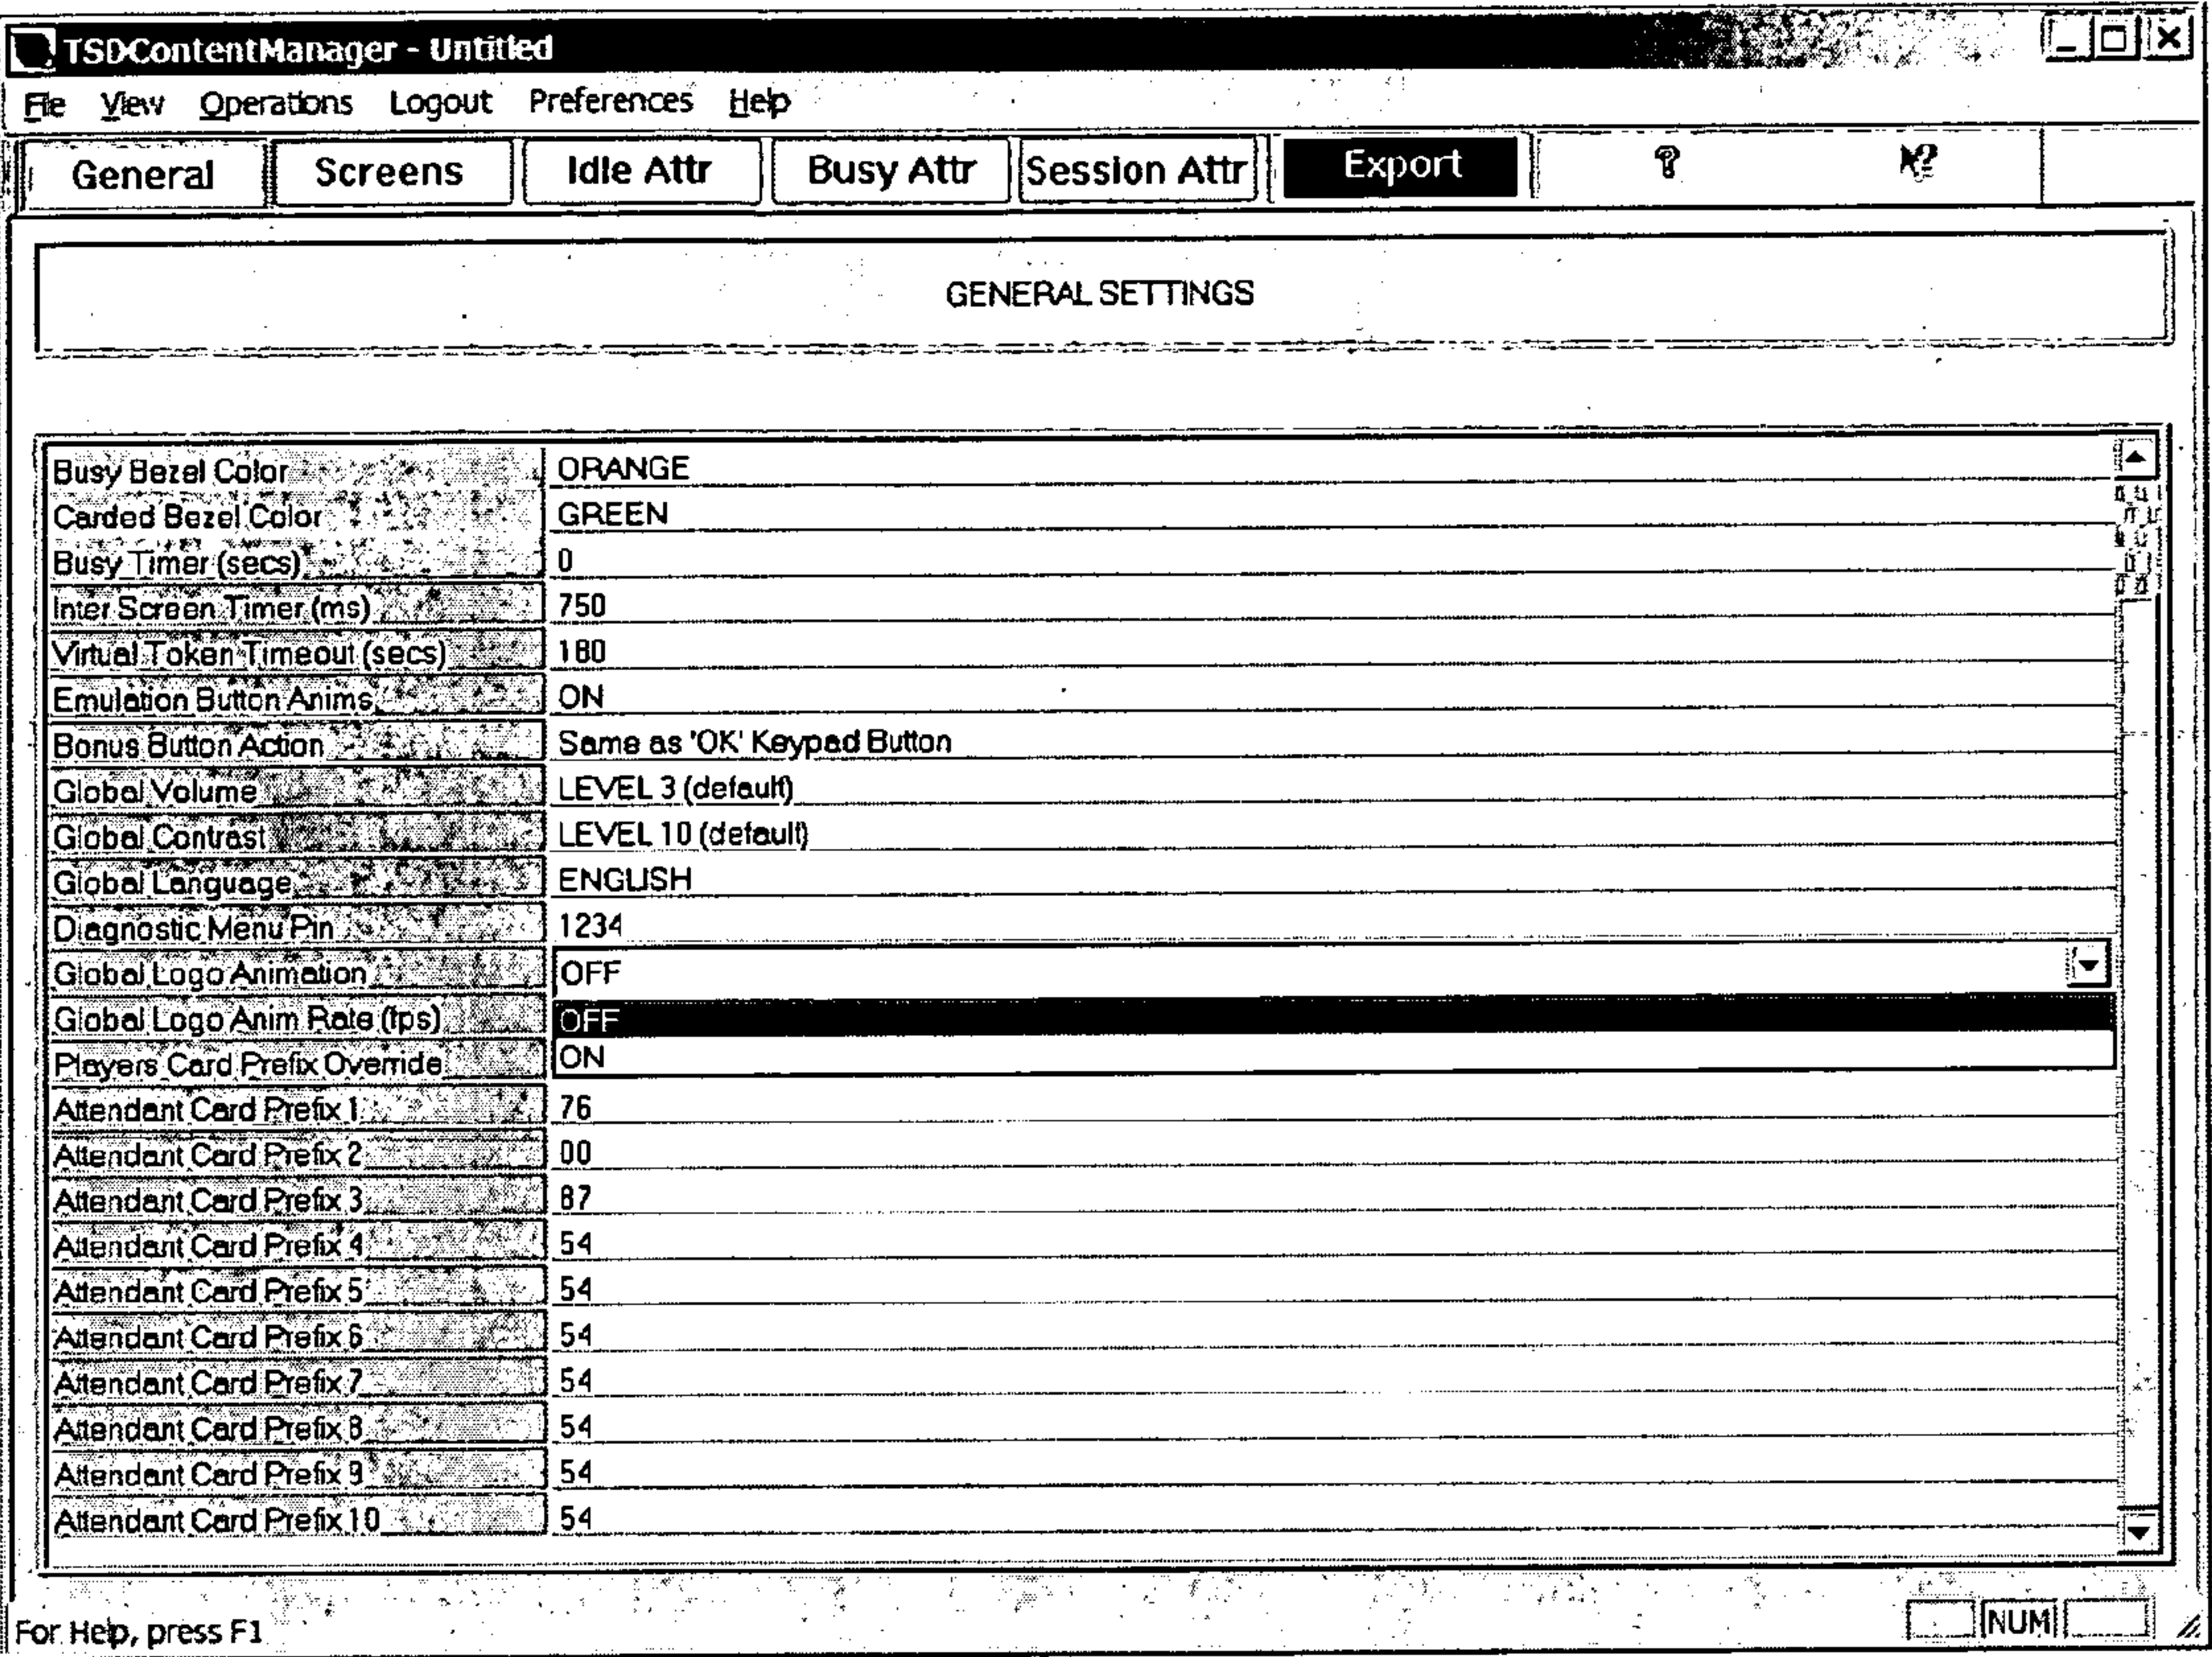 TSDContentManager - Untitled
File View Operations Logout Preferences Help
General Screens Idle Attr Busy Attr Session Attr Export
GENERAL SETTINGS
Busy Bezel Color ORANGE
Carded Bezel Color GREEN
Busy Timer (secs) 0
Inter Screen Timer (ms) 750
Virtual Token Timeout (secs) 180
Emulation Button Anims ON
Bonus Button Action Same as 'OK' Keypad Button
Global Volume LEVEL 3 (default)
Global Contrast LEVEL 10 (default)
Global Language ENGLISH
Diagnostic Menu Pin 1234
Global Logo Animation OFF
Global Logo Anim Rate (fps) OFF
Players Card Prefix Override ON
Attendant Card Prefix 1 76
Attendant Card Prefix 2 00
Attendant Card Prefix 3 87
Attendant Card Prefix 4 54
Attendant Card Prefix 5 54
Attendant Card Prefix 6 54
Attendant Card Prefix 7 54
Attendant Card Prefix 8 54
Attendant Card Prefix 9 54
Attendant Card Prefix 10 54
For Help, press F1 NUM